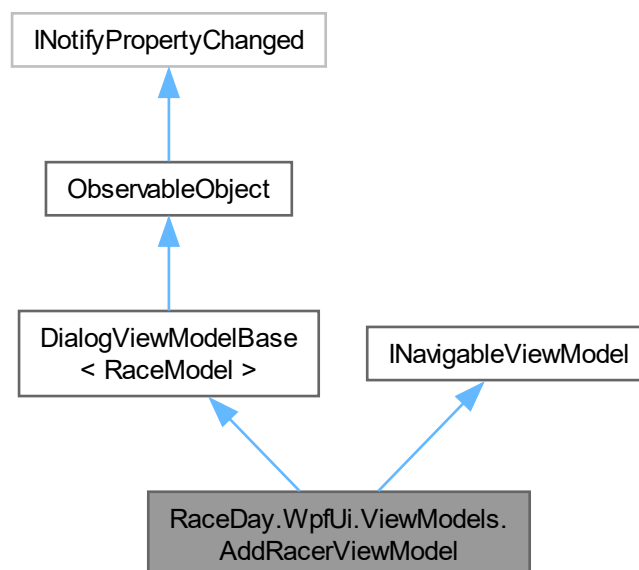 INotifyPropertyChanged
ObservableObject
DialogViewModelBase
< RaceModel >
INavigableViewModel
RaceDay.WpfUi.ViewModels.
AddRacerViewModel